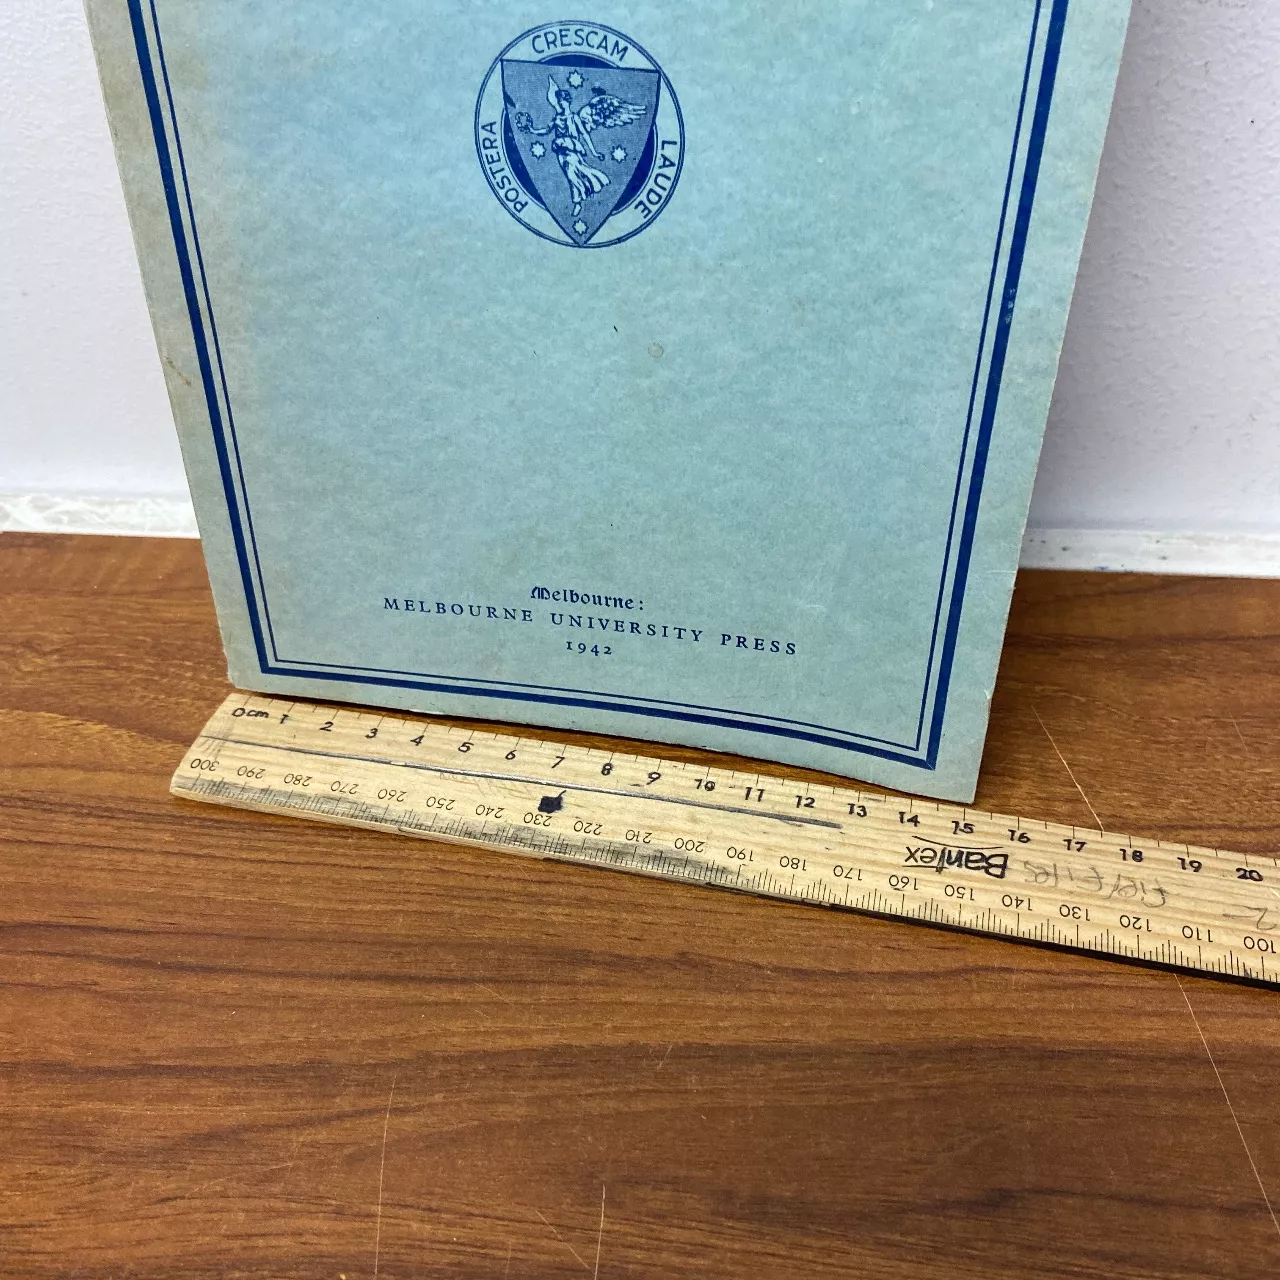 CRESCAM
LAUDE
POSTERA
Melbourne:
MELBOURNE UNIVERSITY PRESS
1942
0cm 1 2 3 4 5 6 7 8 9 10 11 12 13 14 15 16 17 18 19 20
Bantex
300 290 280 270 260 250 240 230 220 210 200 190 180 170 160 150 140 130 120 110 100